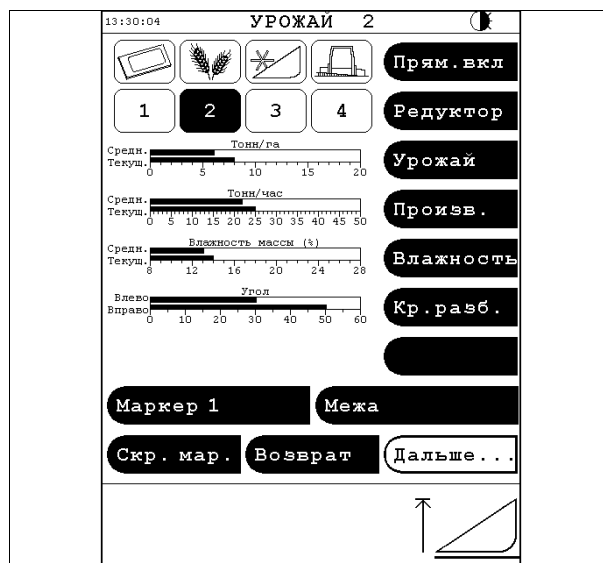 13:30:04 УРОЖАЙ 2
Прям.вкл
1 2 3 4
Редуктор
Тонн/га
Средн.
Текущ.
0 5 10 15 20
Урожай
Тонн/час
Средн.
Текущ.
0 5 10 15 20 25 30 35 40 45 50
Произв.
Влажность массы (%)
Средн.
Текущ.
8 12 16 20 24 28
Влажность
Угол
Влево
Вправо
0 10 20 30 40 50 60
Кр.разб.
Маркер 1 Межа
Скр. мар. Возврат Дальше...